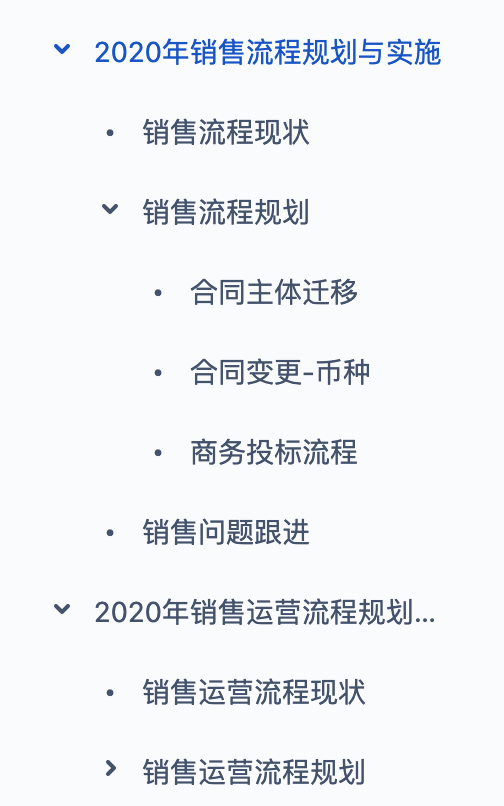 2020年销售流程规划与实施
销售流程现状
销售流程规划
合同主体迁移
合同变更-币种
商务投标流程
销售问题跟进
2020年销售运营流程规划...
销售运营流程现状
销售运营流程规划